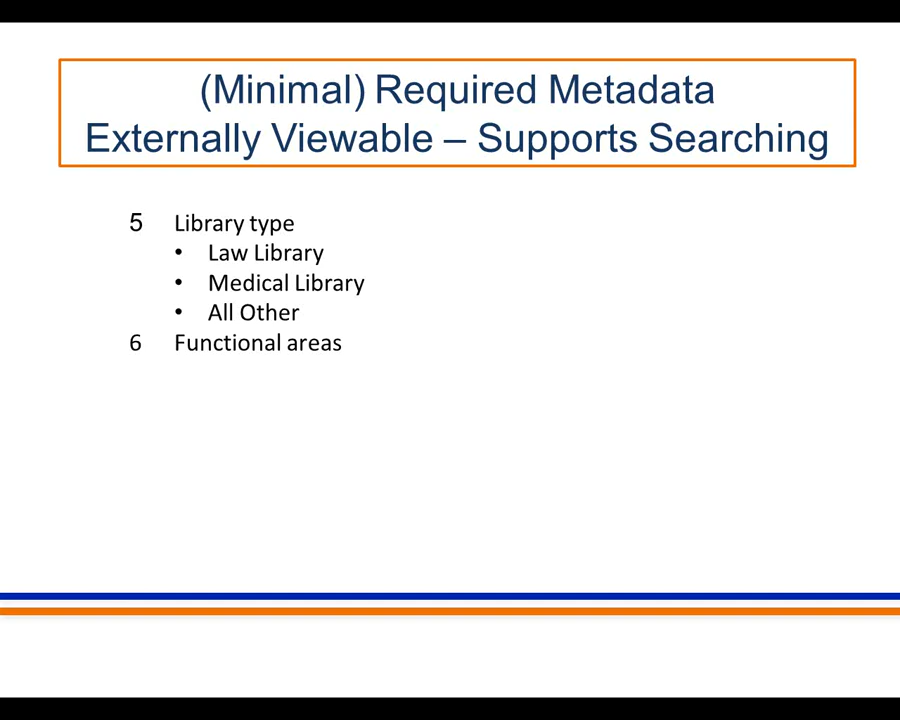 (Minimal) Required Metadata
Externally Viewable – Supports Searching
5 Library type
• Law Library
• Medical Library
• All Other
6 Functional areas